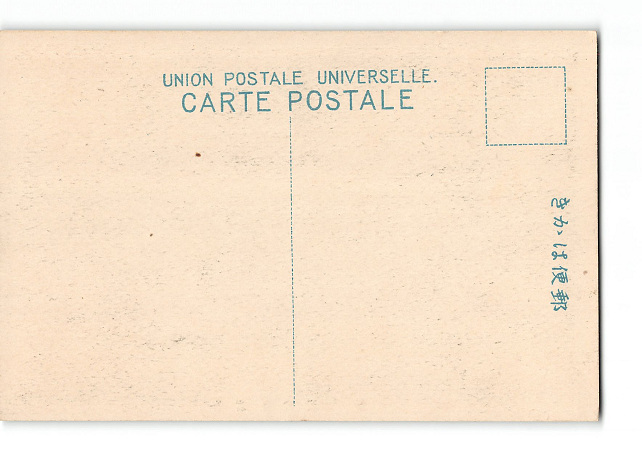 UNION POSTALE UNIVERSELLE.
CARTE POSTALE
郵便はかき